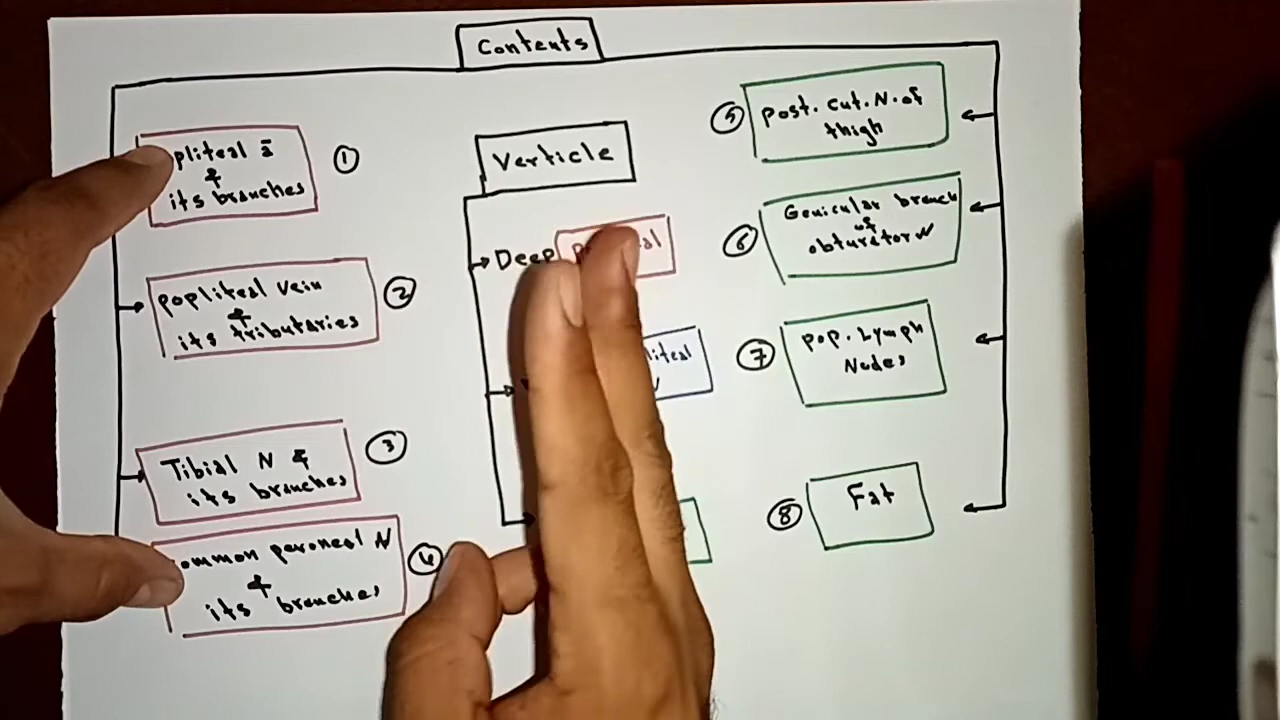 Contents
pliteal ā
&
its branches
①
popliteal vein
&
its tributaries
②
Tibial N &
its branches
③
ommon peroneal N
&
its branches
④
Verticle
Deep
⑤
post. cut. N. of
thigh
⑥
Genicular branch
of
obturator N
⑦
pop. Lymph
Nodes
⑧
Fat